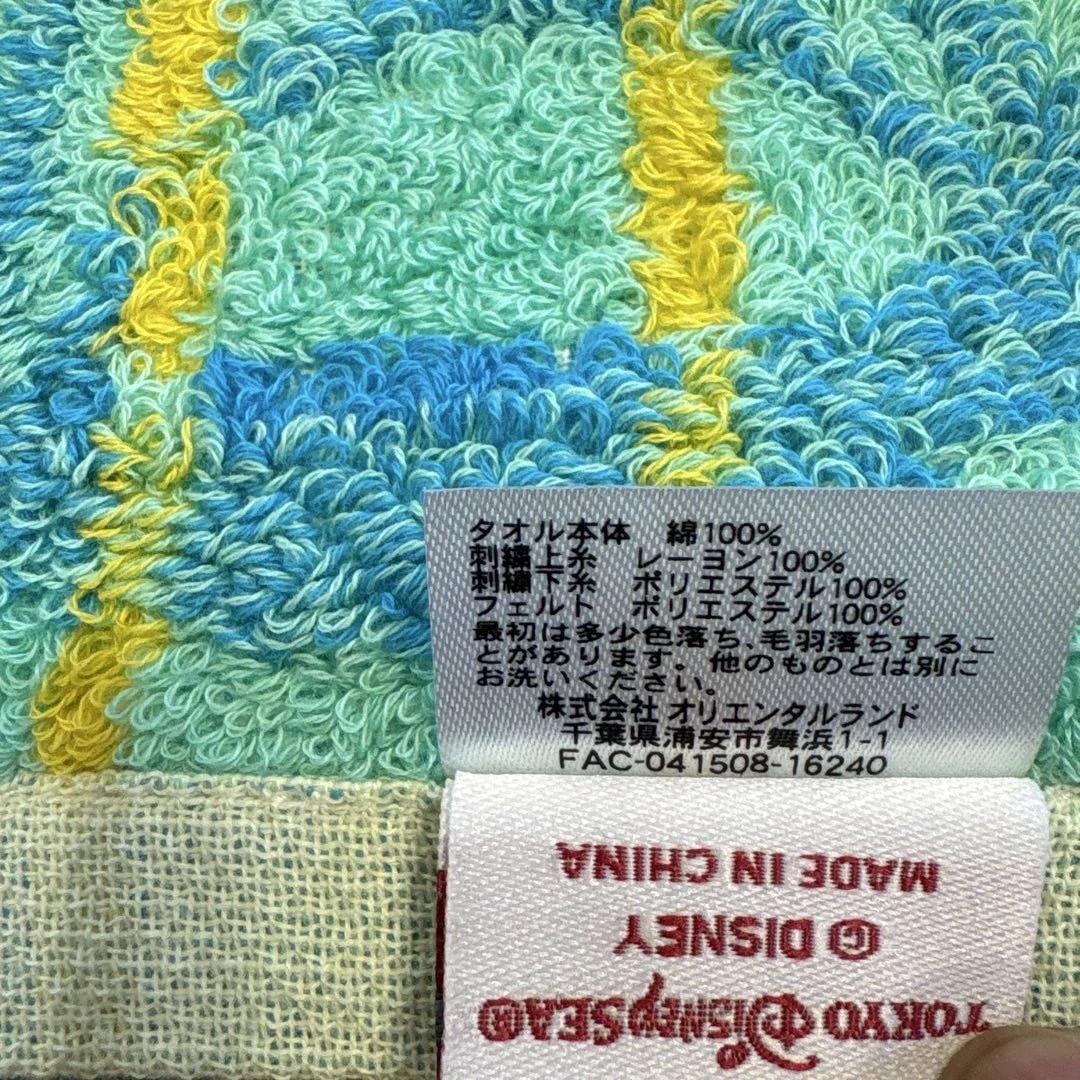 タオル本体　綿100%
刺繍上糸　レーヨン100%
刺繍下糸　ポリエステル100%
フェルト　ポリエステル100%
最初は多少色落ち、毛羽落ちするこ
とがあります。他のものとは別に
お洗いください。
株式会社 オリエンタルランド
千葉県浦安市舞浜1-1
FAC-041508-16240
TOKYO DISNEYSEA®
© DISNEY
MADE IN CHINA